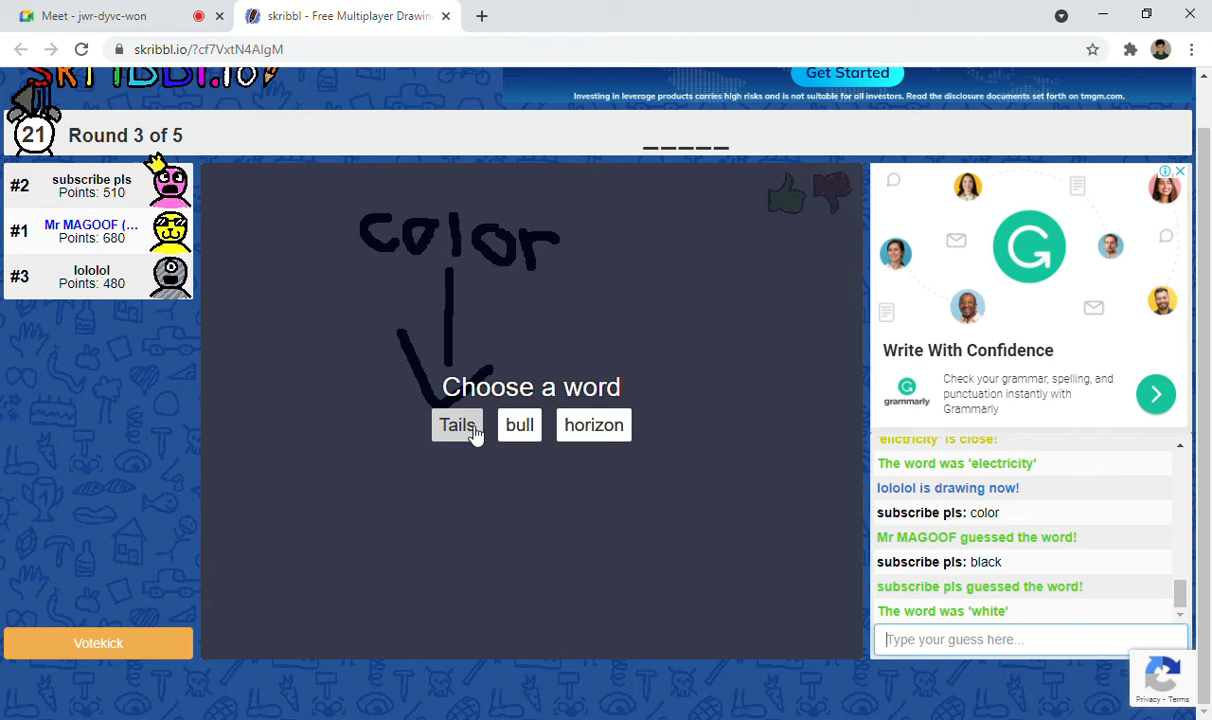 Meet - jwr-dyvc-won
skribbl - Free Multiplayer Drawin
skribbl.io/?cf7VxtN4AlgM
skribbl.io
Get Started
Investing in leverage products carries high risks and is not suitable for all investors. Read the disclosure documents set forth on tmgm.com.
21
Round 3 of 5
_ _ _ _ _
#2
subscribe pls
Points: 510
#1
Mr MAGOOF (...
Points: 680
#3
lololol
Points: 480
color
Choose a word
Tails
bull
horizon
Votekick
Write With Confidence
grammarly
Check your grammar, spelling, and
punctuation instantly with
Grammarly
'elictricity' is close!
The word was 'electricity'
lololol is drawing now!
subscribe pls: color
Mr MAGOOF guessed the word!
subscribe pls: black
subscribe pls guessed the word!
The word was 'white'
Type your guess here...
Privacy - Terms